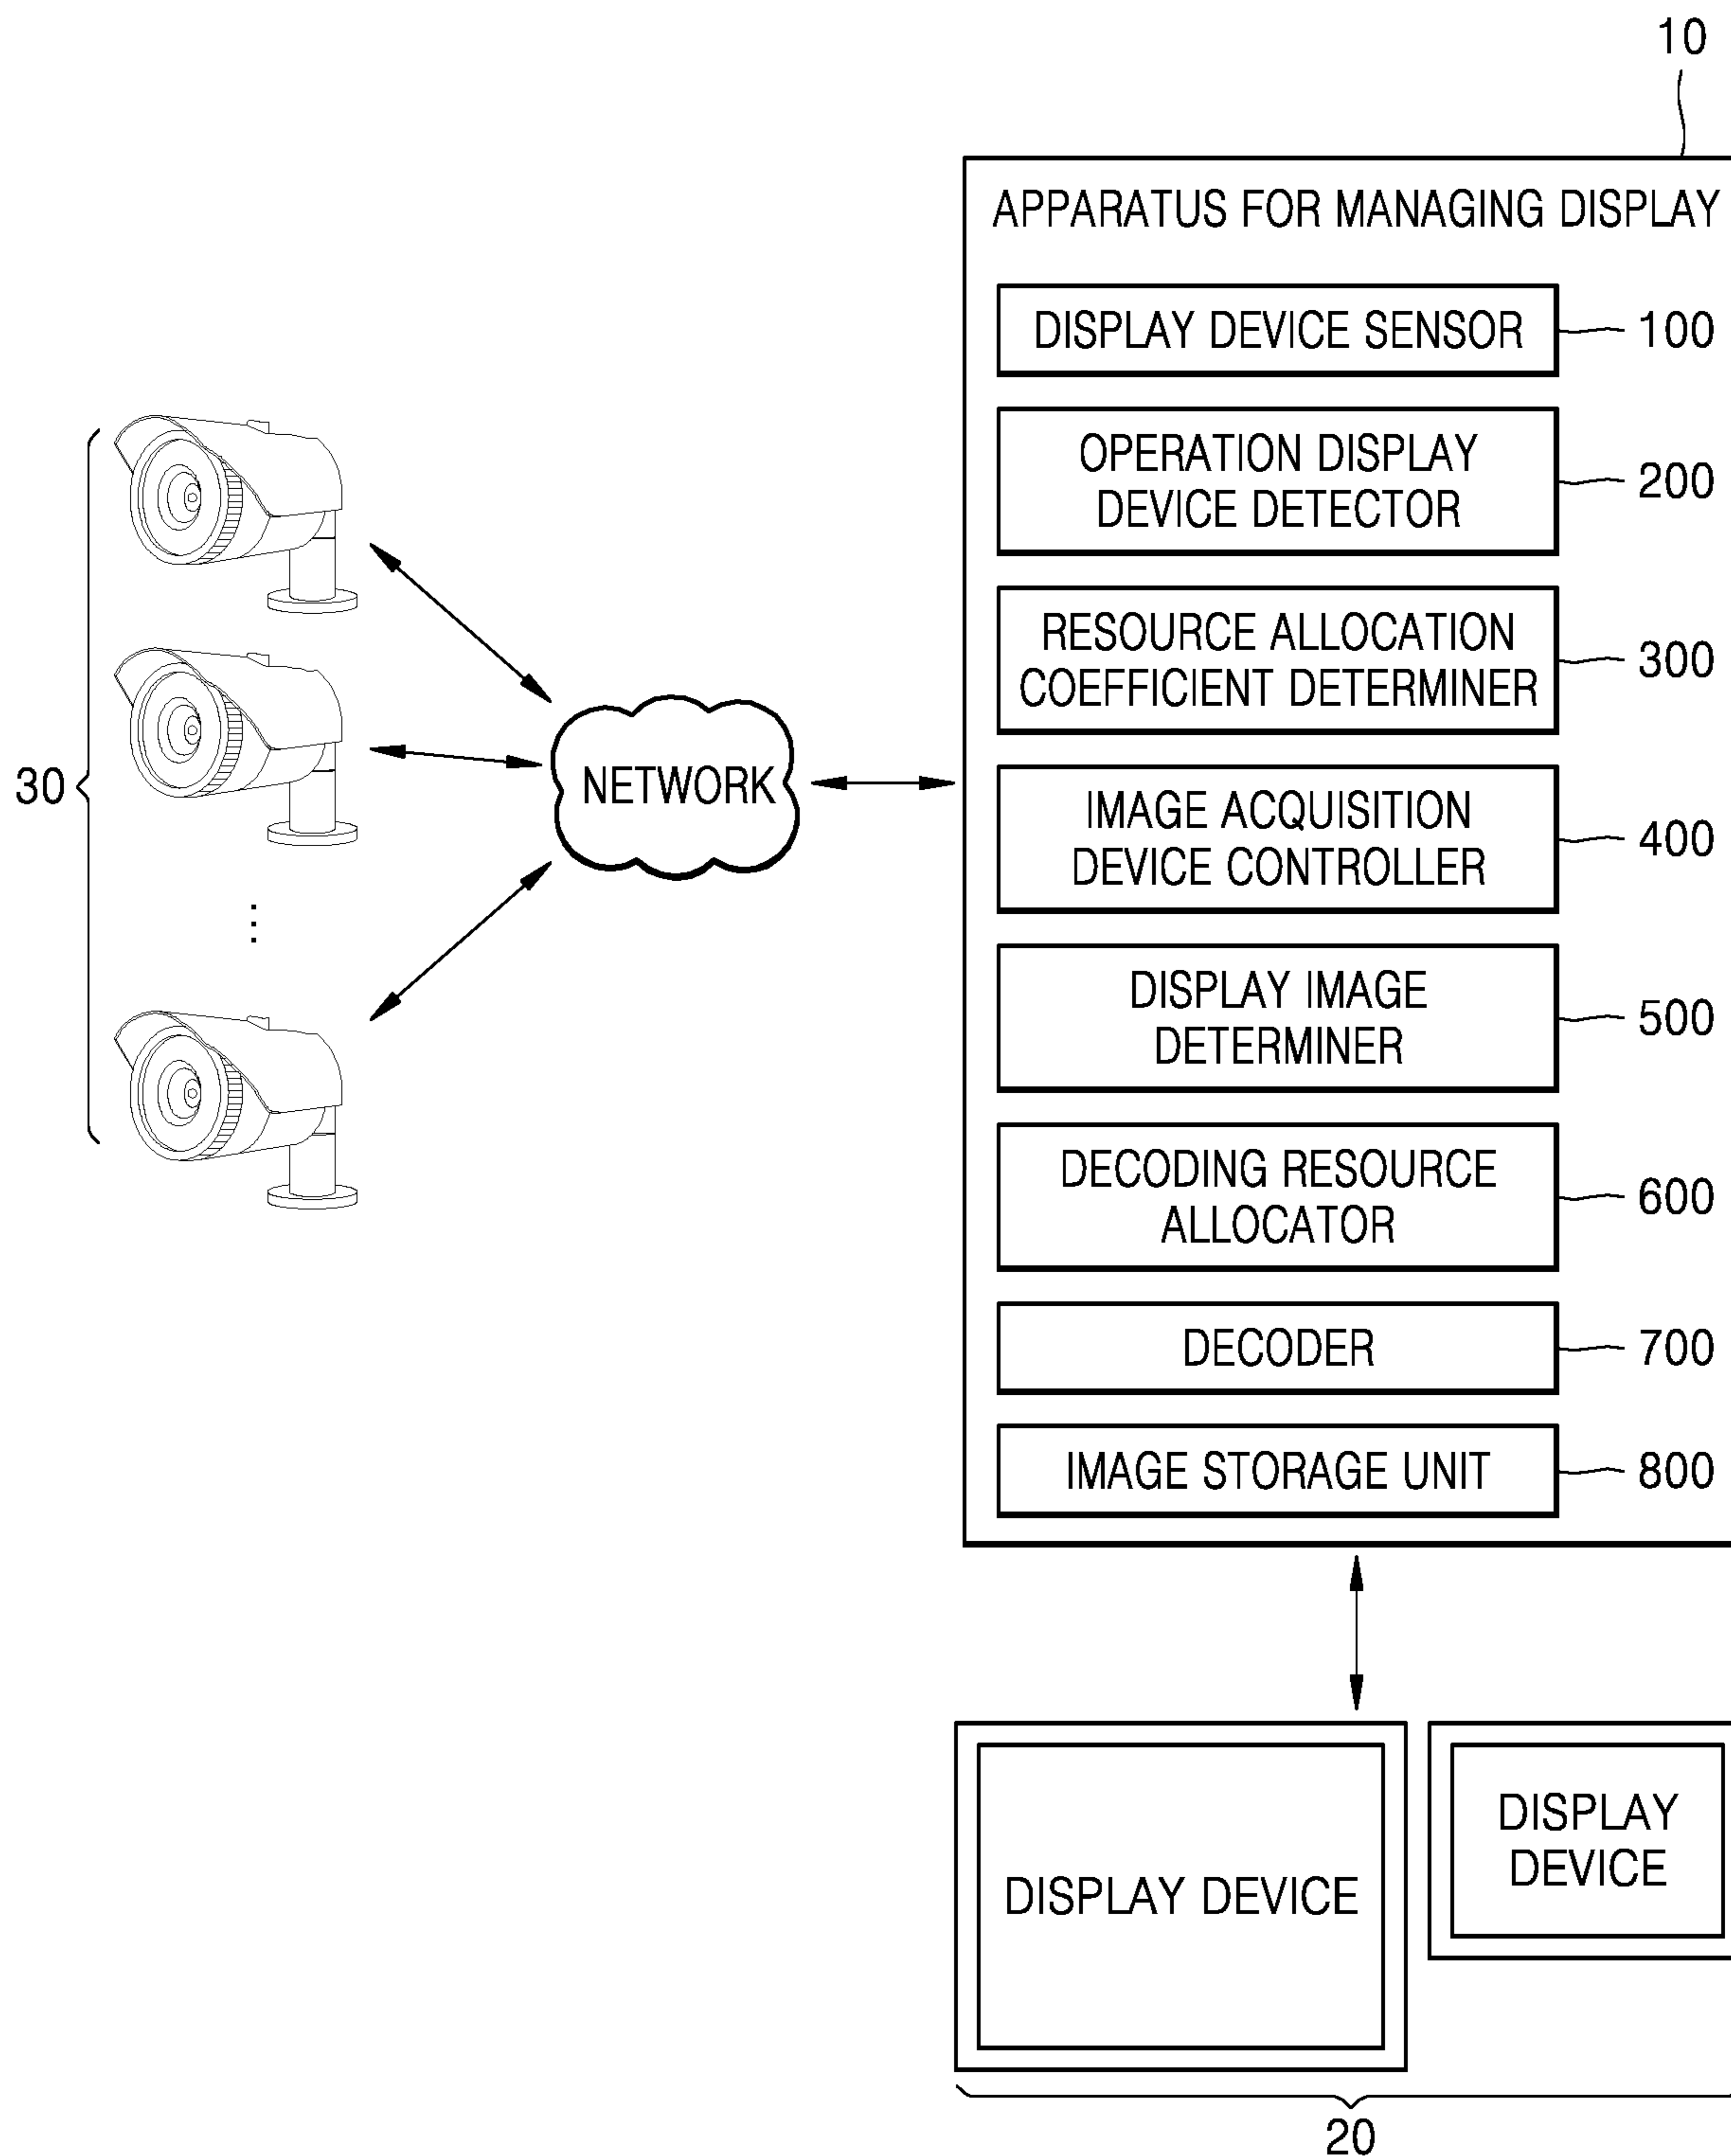 10
APPARATUS FOR MANAGING DISPLAY
DISPLAY DEVICE SENSOR
100
OPERATION DISPLAY
DEVICE DETECTOR
200
RESOURCE ALLOCATION
COEFFICIENT DETERMINER
300
IMAGE ACQUISITION
DEVICE CONTROLLER
400
DISPLAY IMAGE
DETERMINER
500
DECODING RESOURCE
ALLOCATOR
600
DECODER
700
IMAGE STORAGE UNIT
800
30
NETWORK
DISPLAY DEVICE
DISPLAY
DEVICE
20